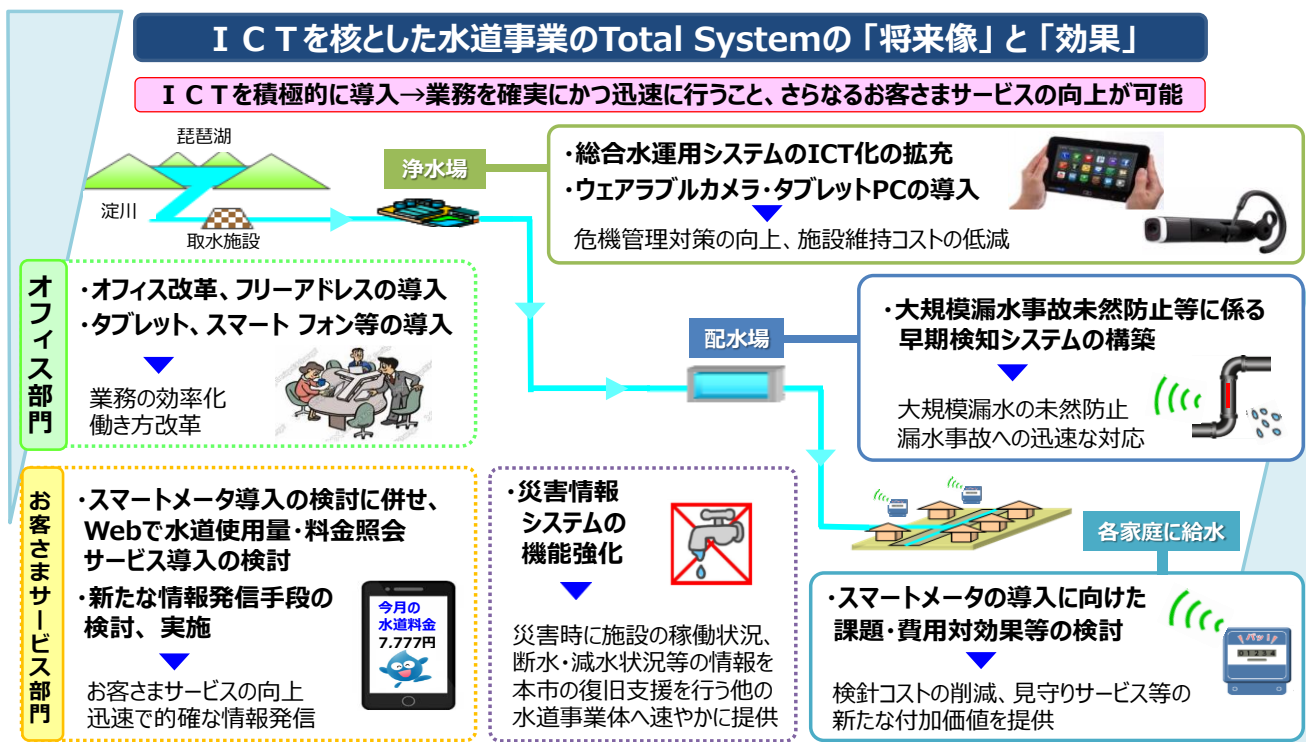 ＩＣＴを核とした水道事業のTotal Systemの「将来像」と「効果」
ＩＣＴを積極的に導入→業務を確実にかつ迅速に行うこと、さらなるお客さまサービスの向上が可能
琵琶湖
淀川
取水施設
浄水場
・総合水運用システムのICT化の拡充
・ウェアラブルカメラ・タブレットPCの導入
危機管理対策の向上、施設維持コストの低減
オフィス部門
・オフィス改革、フリーアドレスの導入
・タブレット、スマート フォン等の導入
業務の効率化
働き方改革
配水場
・大規模漏水事故未然防止等に係る
早期検知システムの構築
大規模漏水の未然防止
漏水事故への迅速な対応
お客さまサービス部門
・スマートメータ導入の検討に併せ、
Webで水道使用量・料金照会
サービス導入の検討
・新たな情報発信手段の
検討、実施
お客さまサービスの向上
迅速で的確な情報発信
今月の
水道料金
7,777円
・災害情報
システムの
機能強化
災害時に施設の稼働状況、
断水・減水状況等の情報を
本市の復旧支援を行う他の
水道事業体へ速やかに提供
各家庭に給水
・スマートメータの導入に向けた
課題・費用対効果等の検討
検針コストの削減、見守りサービス等の
新たな付加価値を提供
パッ！
01234